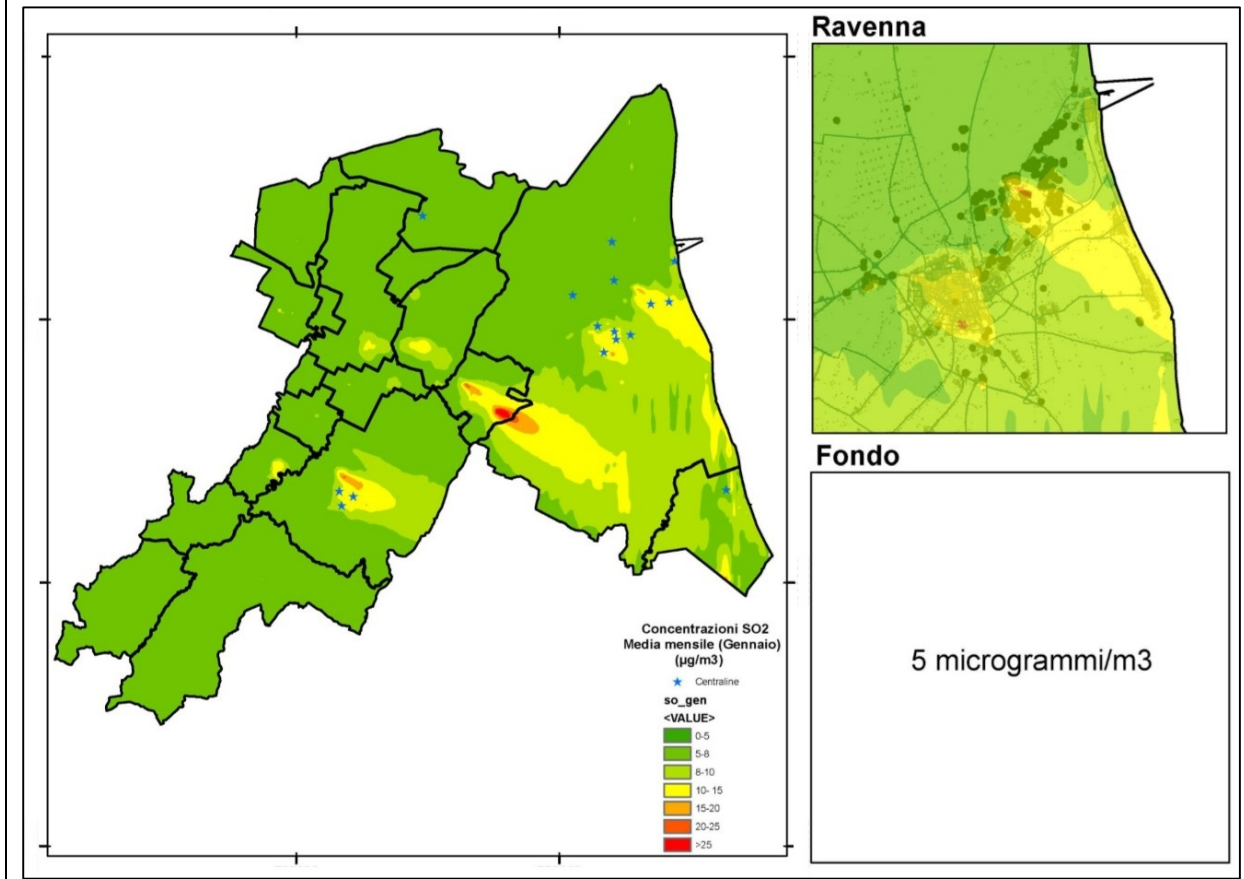 Ravenna
Fondo
5 microgrammi/m3
Concentrazioni SO2
Media mensile (Gennaio)
(µg/m3)
Centraline
so_gen
<VALUE>
0-5
5-8
8-10
10- 15
15-20
20-25
>25